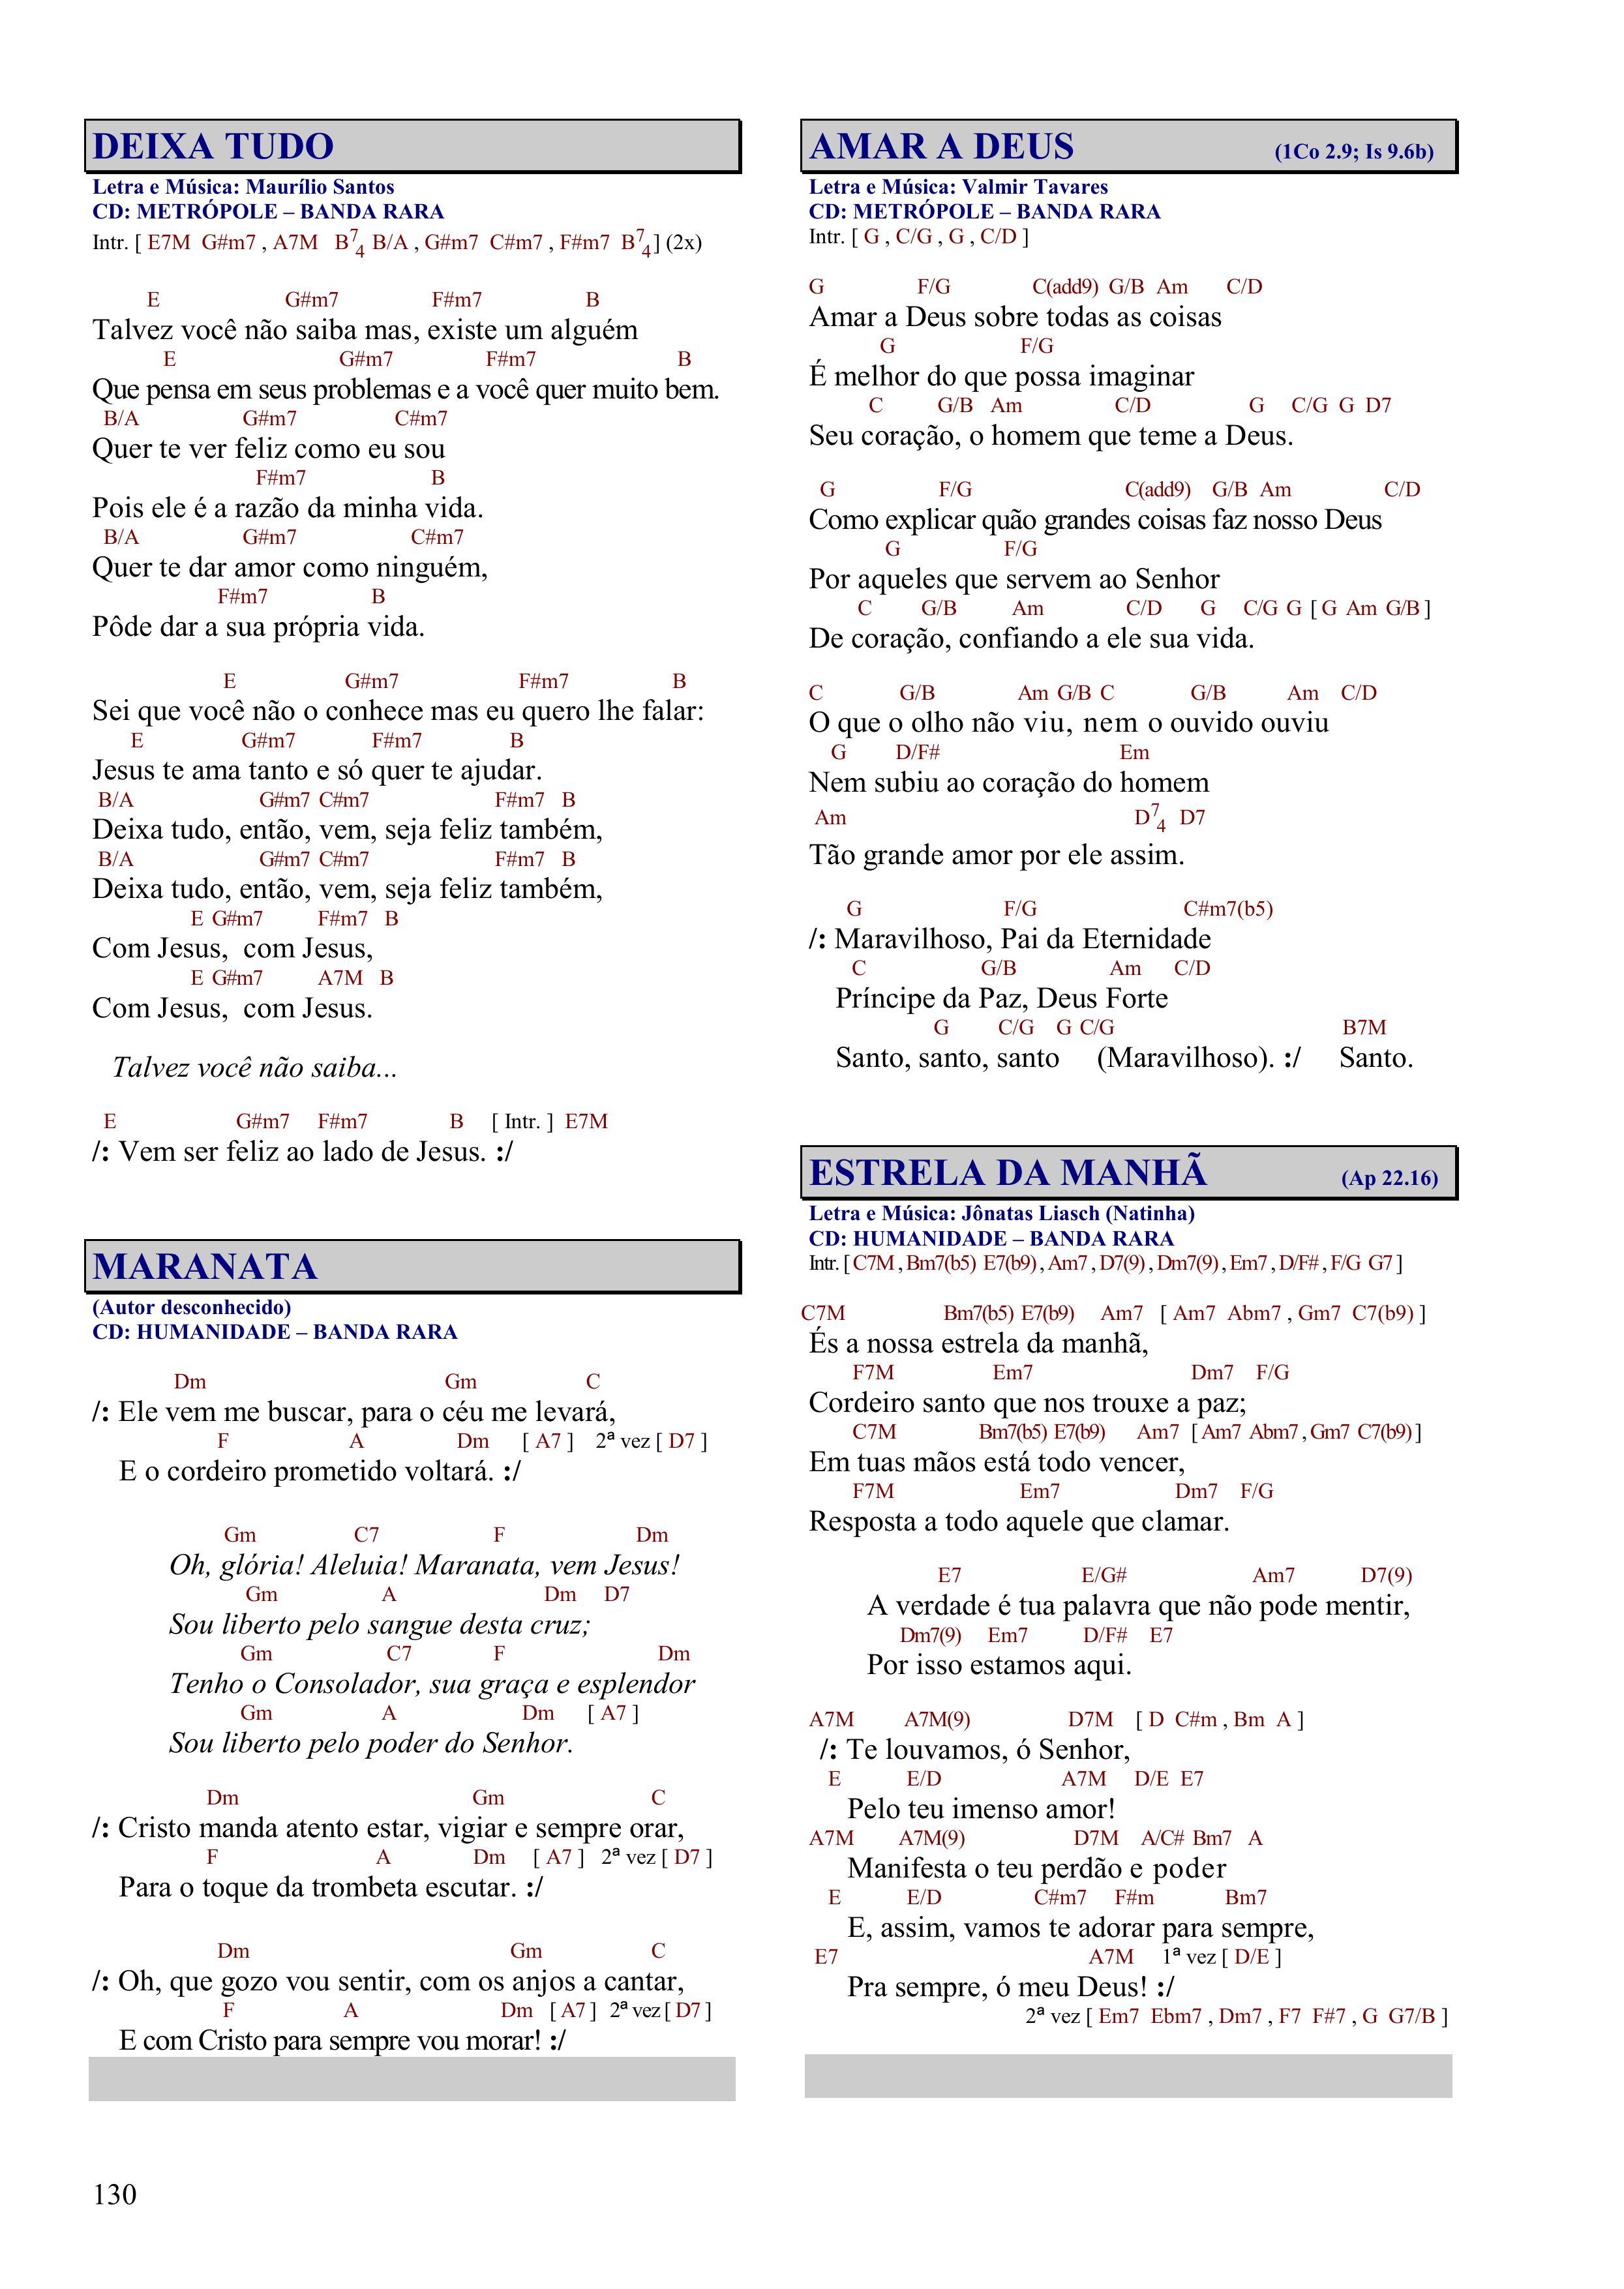 DEIXA TUDO
Letra e Música: Maurílio Santos
CD: METRÓPOLE – BANDA RARA
Intr. [ E7M G#m7 , A7M B7 4 B/A , G#m7 C#m7 , F#m7 B7 4 ] (2x)
E G#m7 F#m7 B
Talvez você não saiba mas, existe um alguém
E G#m7 F#m7 B
Que pensa em seus problemas e a você quer muito bem.
B/A G#m7 C#m7
Quer te ver feliz como eu sou
F#m7 B
Pois ele é a razão da minha vida.
B/A G#m7 C#m7
Quer te dar amor como ninguém,
F#m7 B
Pôde dar a sua própria vida.
E G#m7 F#m7 B
Sei que você não o conhece mas eu quero lhe falar:
E G#m7 F#m7 B
Jesus te ama tanto e só quer te ajudar.
B/A G#m7 C#m7 F#m7 B
Deixa tudo, então, vem, seja feliz também,
B/A G#m7 C#m7 F#m7 B
Deixa tudo, então, vem, seja feliz também,
E G#m7 F#m7 B
Com Jesus, com Jesus,
E G#m7 A7M B
Com Jesus, com Jesus.
Talvez você não saiba...
E G#m7 F#m7 B [ Intr. ] E7M
/: Vem ser feliz ao lado de Jesus. :/
MARANATA
(Autor desconhecido)
CD: HUMANIDADE – BANDA RARA
Dm Gm C
/: Ele vem me buscar, para o céu me levará,
F A Dm [ A7 ] 2ª vez [ D7 ]
E o cordeiro prometido voltará. :/
Gm C7 F Dm
Oh, glória! Aleluia! Maranata, vem Jesus!
Gm A Dm D7
Sou liberto pelo sangue desta cruz;
Gm C7 F Dm
Tenho o Consolador, sua graça e esplendor
Gm A Dm [ A7 ]
Sou liberto pelo poder do Senhor.
Dm Gm C
/: Cristo manda atento estar, vigiar e sempre orar,
F A Dm [ A7 ] 2ª vez [ D7 ]
Para o toque da trombeta escutar. :/
Dm Gm C
/: Oh, que gozo vou sentir, com os anjos a cantar,
F A Dm [ A7 ] 2ª vez [ D7 ]
E com Cristo para sempre vou morar! :/
130
AMAR A DEUS (1Co 2.9; Is 9.6b)
Letra e Música: Valmir Tavares
CD: METRÓPOLE – BANDA RARA
Intr. [ G , C/G , G , C/D ]
G F/G C(add9) G/B Am C/D
Amar a Deus sobre todas as coisas
G F/G
É melhor do que possa imaginar
C G/B Am C/D G C/G G D7
Seu coração, o homem que teme a Deus.
G F/G C(add9) G/B Am C/D
Como explicar quão grandes coisas faz nosso Deus
G F/G
Por aqueles que servem ao Senhor
C G/B Am C/D G C/G G [ G Am G/B ]
De coração, confiando a ele sua vida.
C G/B Am G/B C G/B Am C/D
O que o olho não viu, nem o ouvido ouviu
G D/F# Em
Nem subiu ao coração do homem
Am D7 4 D7
Tão grande amor por ele assim.
G F/G C#m7(b5)
/: Maravilhoso, Pai da Eternidade
C G/B Am C/D
Príncipe da Paz, Deus Forte
G C/G G C/G B7M
Santo, santo, santo (Maravilhoso). :/ Santo.
ESTRELA DA MANHÃ (Ap 22.16)
Letra e Música: Jônatas Liasch (Natinha)
CD: HUMANIDADE – BANDA RARA
Intr. [ C7M , Bm7(b5) E7(b9) , Am7 , D7(9) , Dm7(9) , Em7 , D/F# , F/G G7 ]
C7M Bm7(b5) E7(b9) Am7 [ Am7 Abm7 , Gm7 C7(b9) ]
És a nossa estrela da manhã,
F7M Em7 Dm7 F/G
Cordeiro santo que nos trouxe a paz;
C7M Bm7(b5) E7(b9) Am7 [ Am7 Abm7 , Gm7 C7(b9) ]
Em tuas mãos está todo vencer,
F7M Em7 Dm7 F/G
Resposta a todo aquele que clamar.
E7 E/G# Am7 D7(9)
A verdade é tua palavra que não pode mentir,
Dm7(9) Em7 D/F# E7
Por isso estamos aqui.
A7M A7M(9) D7M [ D C#m , Bm A ]
/: Te louvamos, ó Senhor,
E E/D A7M D/E E7
Pelo teu imenso amor!
A7M A7M(9) D7M A/C# Bm7 A
Manifesta o teu perdão e poder
E E/D C#m7 F#m Bm7
E, assim, vamos te adorar para sempre,
E7 A7M 1ª vez [ D/E ]
Pra sempre, ó meu Deus! :/
2ª vez [ Em7 Ebm7 , Dm7 , F7 F#7 , G G7/B ]